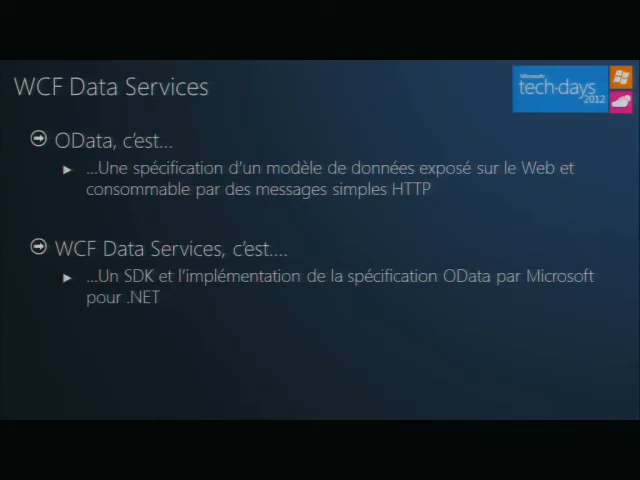 WCF Data Services
Microsoft
tech·days
2012
OData, c'est...
...Une spécification d'un modèle de données exposé sur le Web et
consommable par des messages simples HTTP
WCF Data Services, c'est....
...Un SDK et l'implémentation de la spécification OData par Microsoft
pour .NET